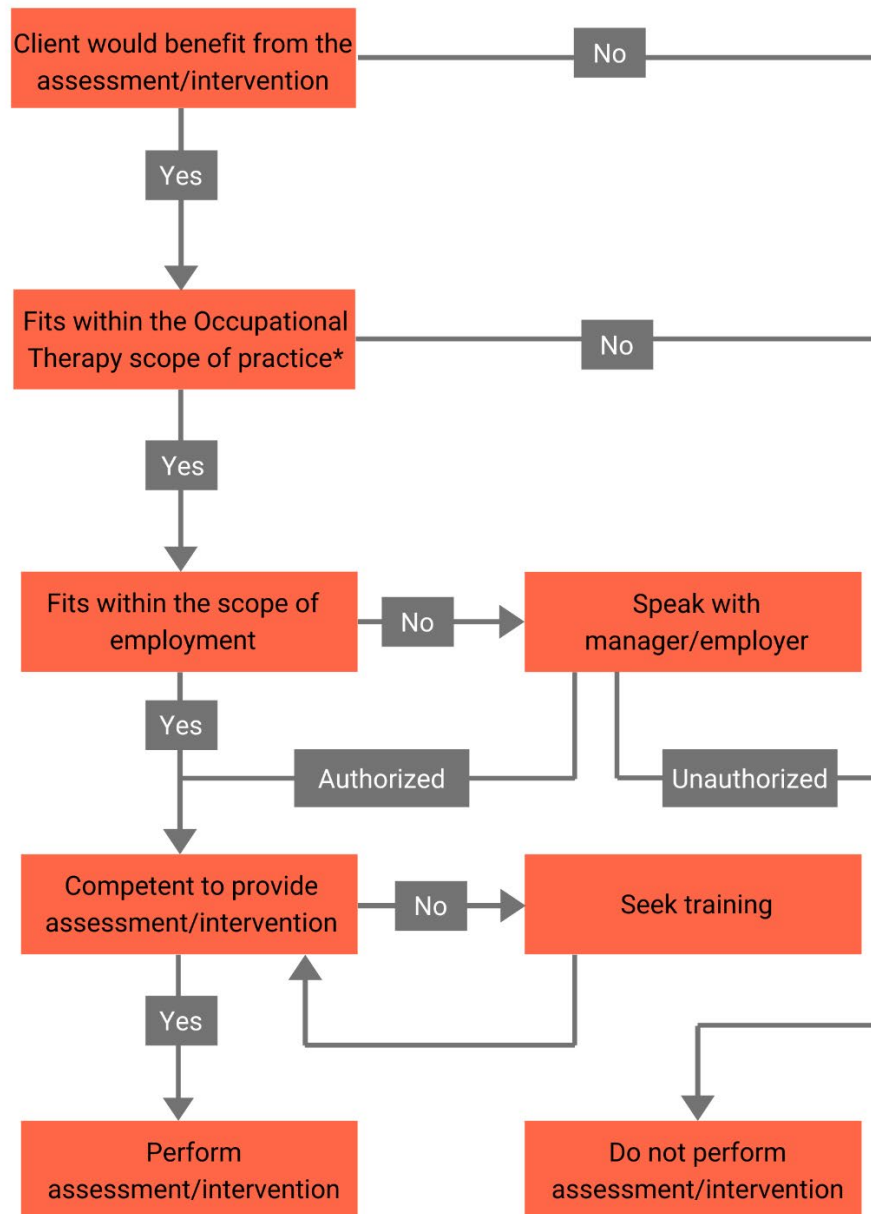 Client would benefit from the
assessment/intervention
No
Yes
Fits within the Occupational
Therapy scope of practice*
No
Yes
Fits within the scope of
employment
No
Speak with
manager/employer
Yes
Authorized
Unauthorized
Competent to provide
assessment/intervention
No
Seek training
Yes
Perform
assessment/intervention
Do not perform
assessment/intervention